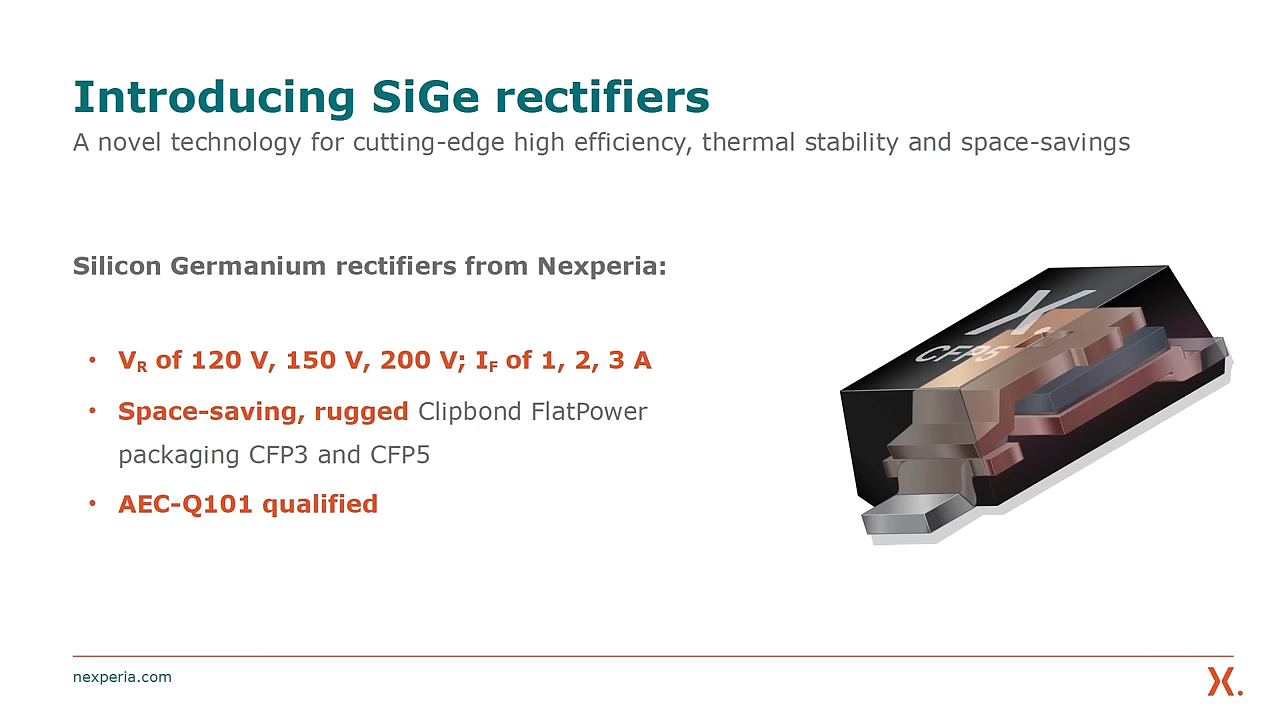 Introducing SiGe rectifiers
A novel technology for cutting-edge high efficiency, thermal stability and space-savings
Silicon Germanium rectifiers from Nexperia:
• VR of 120 V, 150 V, 200 V; IF of 1, 2, 3 A
• Space-saving, rugged Clipbond FlatPower
packaging CFP3 and CFP5
• AEC-Q101 qualified
CFP5
nexperia.com